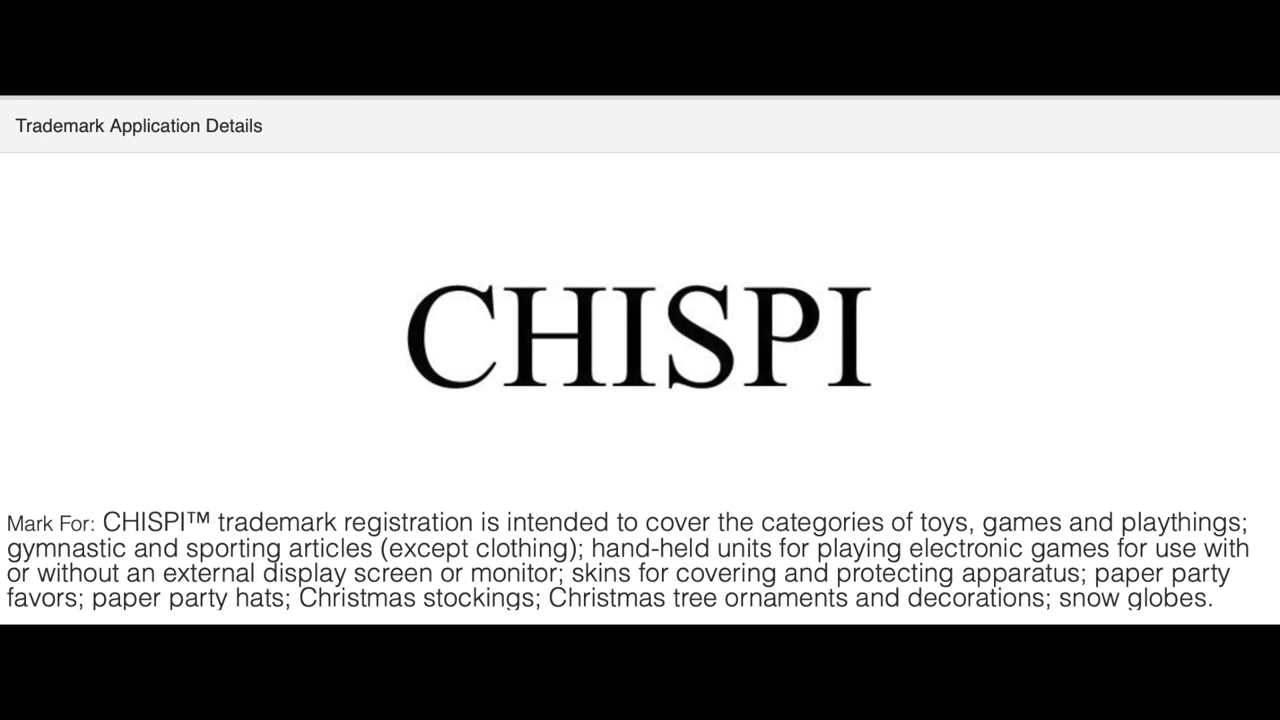 Trademark Application Details
CHISPI
Mark For: CHISPI™ trademark registration is intended to cover the categories of toys, games and playthings;
gymnastic and sporting articles (except clothing); hand-held units for playing electronic games for use with
or without an external display screen or monitor; skins for covering and protecting apparatus; paper party
favors; paper party hats; Christmas stockings; Christmas tree ornaments and decorations; snow globes.